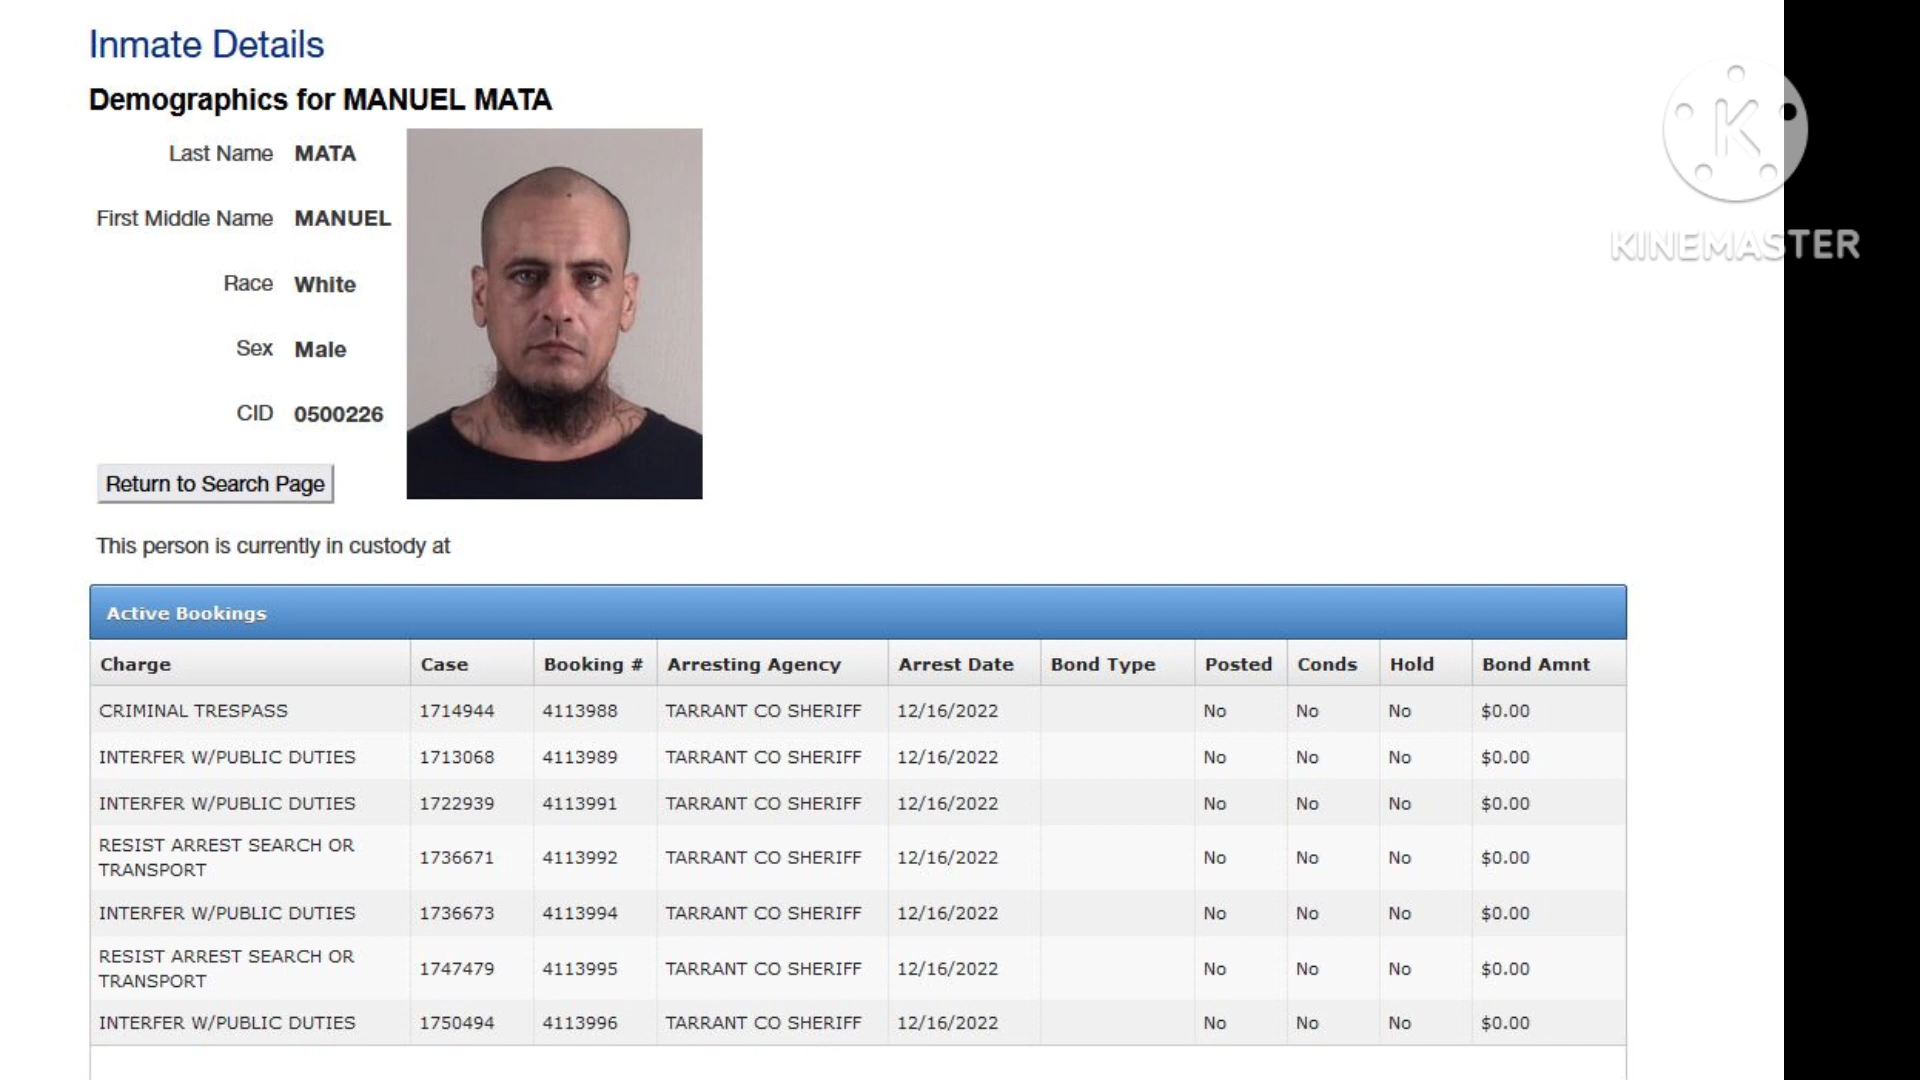 Inmate Details
Demographics for MANUEL MATA
Last Name MATA
First Middle Name MANUEL
Race White
Sex Male
CID 0500226
Return to Search Page
This person is currently in custody at
K
KINEMASTER
Active Bookings
Charge Case Booking # Arresting Agency Arrest Date Bond Type Posted Conds Hold Bond Amnt
CRIMINAL TRESPASS 1714944 4113988 TARRANT CO SHERIFF 12/16/2022 No No No $0.00
INTERFER W/PUBLIC DUTIES 1713068 4113989 TARRANT CO SHERIFF 12/16/2022 No No No $0.00
INTERFER W/PUBLIC DUTIES 1722939 4113991 TARRANT CO SHERIFF 12/16/2022 No No No $0.00
RESIST ARREST SEARCH OR
TRANSPORT 1736671 4113992 TARRANT CO SHERIFF 12/16/2022 No No No $0.00
INTERFER W/PUBLIC DUTIES 1736673 4113994 TARRANT CO SHERIFF 12/16/2022 No No No $0.00
RESIST ARREST SEARCH OR
TRANSPORT 1747479 4113995 TARRANT CO SHERIFF 12/16/2022 No No No $0.00
INTERFER W/PUBLIC DUTIES 1750494 4113996 TARRANT CO SHERIFF 12/16/2022 No No No $0.00